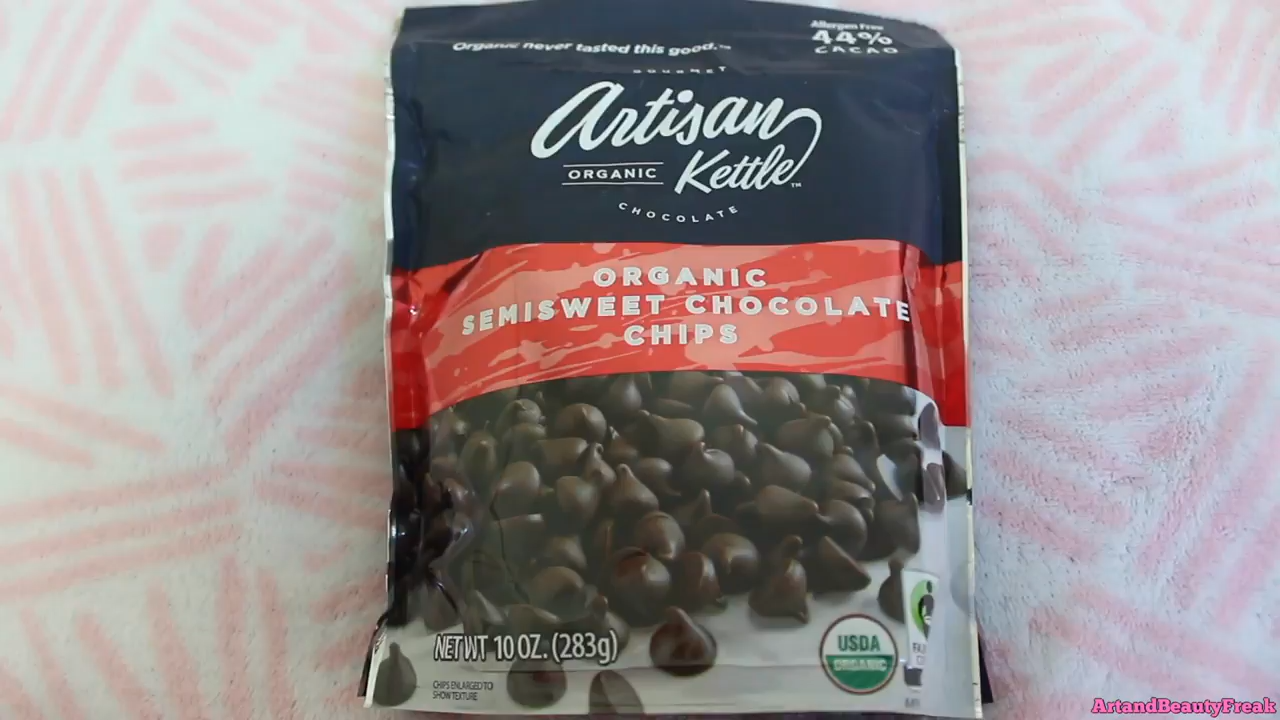 Allergen Free
44%
CACAO
Organic never tasted this good.™
GOURMET
Artisan
ORGANIC Kettle™
CHOCOLATE
ORGANIC
SEMISWEET CHOCOLATE
CHIPS
NET WT 10 OZ. (283g)
CHIPS ENLARGED TO
SHOW TEXTURE
USDA
ORGANIC
ArtandBeautyFreak